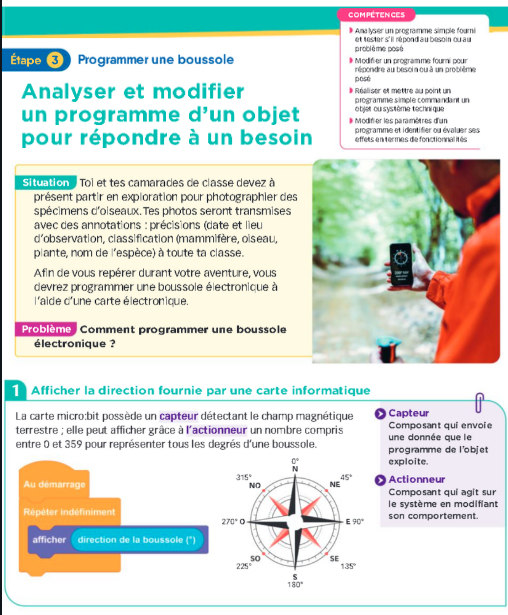 COMPÉTENCES
Analyser un programme simple fourni
et tester s'il répond au besoin ou au
problème posé
Modifier un programme fourni pour
répondre au besoin ou à un problème
posé
Réaliser et mettre au point un
programme simple commandant un
objet ou système technique
Modifier les paramètres d'un
programme et identifier ou évaluer ses
effets en termes de fonctionnalités
Étape 3 Programmer une boussole
Analyser et modifier
un programme d'un objet
pour répondre à un besoin
Situation Toi et tes camarades de classe devez à
présent partir en exploration pour photographier des
spécimens d'oiseaux. Tes photos seront transmises
avec des annotations : précisions (date et lieu
d'observation, classification (mammifère, oiseau,
plante, nom de l'espèce) à toute ta classe.
Afin de vous repérer durant votre aventure, vous
devrez programmer une boussole électronique à
l'aide d'une carte électronique.
Problème Comment programmer une boussole
électronique ?
1 Afficher la direction fournie par une carte informatique
La carte micro:bit possède un capteur détectant le champ magnétique
terrestre ; elle peut afficher grâce à l'actionneur un nombre compris
entre 0 et 359 pour représenter tous les degrés d'une boussole.
Capteur
Composant qui envoie
une donnée que le
programme de l'objet
exploite.
Actionneur
Composant qui agit sur
le système en modifiant
son comportement.
Au démarrage
Répéter indéfiniment
afficher direction de la boussole (°)
0°
N
315° NO
NE 45°
270° O
E 90°
225° SO
SE 135°
S
180°